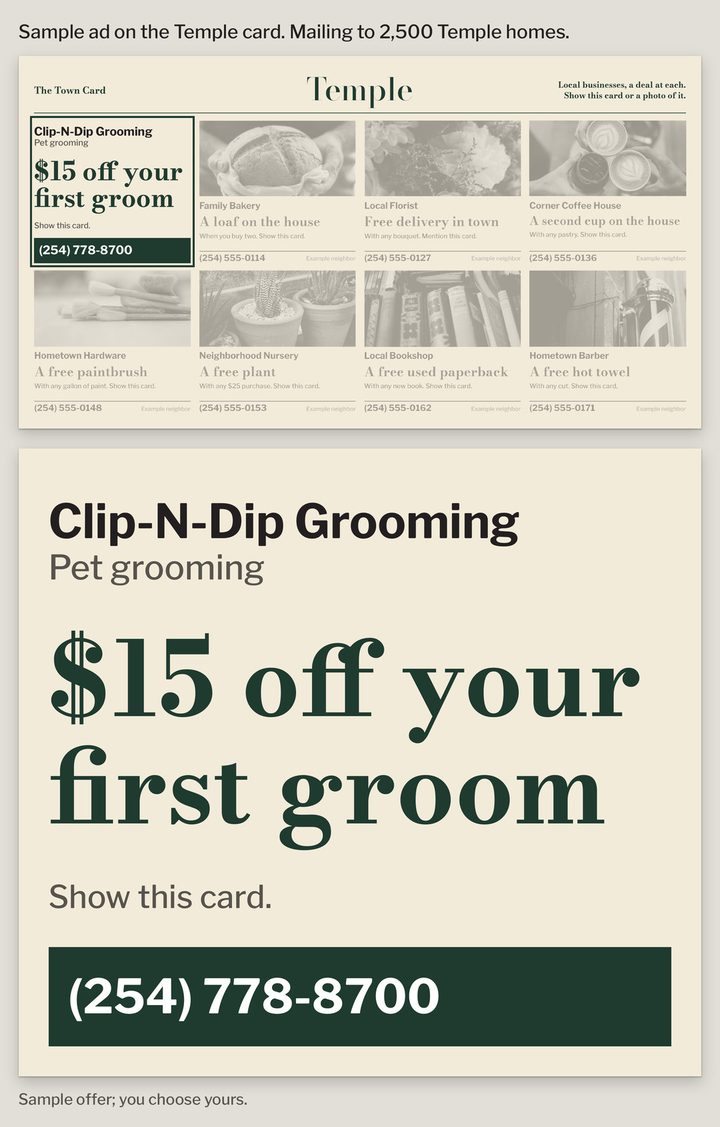 Sample ad on the Temple card. Mailing to 2,500 Temple homes.
The Town Card
Temple
Local businesses, a deal at each.
Show this card or a photo of it.
Clip-N-Dip Grooming
Pet grooming
$15 off your
first groom
Show this card.
(254) 778-8700
Family Bakery
A loaf on the house
When you buy two. Show this card.
(254) 555-0114 Example neighbor
Local Florist
Free delivery in town
With any bouquet. Mention this card.
(254) 555-0127 Example neighbor
Corner Coffee House
A second cup on the house
With any pastry. Show this card.
(254) 555-0136 Example neighbor
Hometown Hardware
A free paintbrush
With any gallon of paint. Show this card.
(254) 555-0148 Example neighbor
Neighborhood Nursery
A free plant
With any $25 purchase. Show this card.
(254) 555-0153 Example neighbor
Local Bookshop
A free used paperback
With any new book. Show this card.
(254) 555-0162 Example neighbor
Hometown Barber
A free hot towel
With any cut. Show this card.
(254) 555-0171 Example neighbor
Clip-N-Dip Grooming
Pet grooming
$15 off your
first groom
Show this card.
(254) 778-8700
Sample offer; you choose yours.